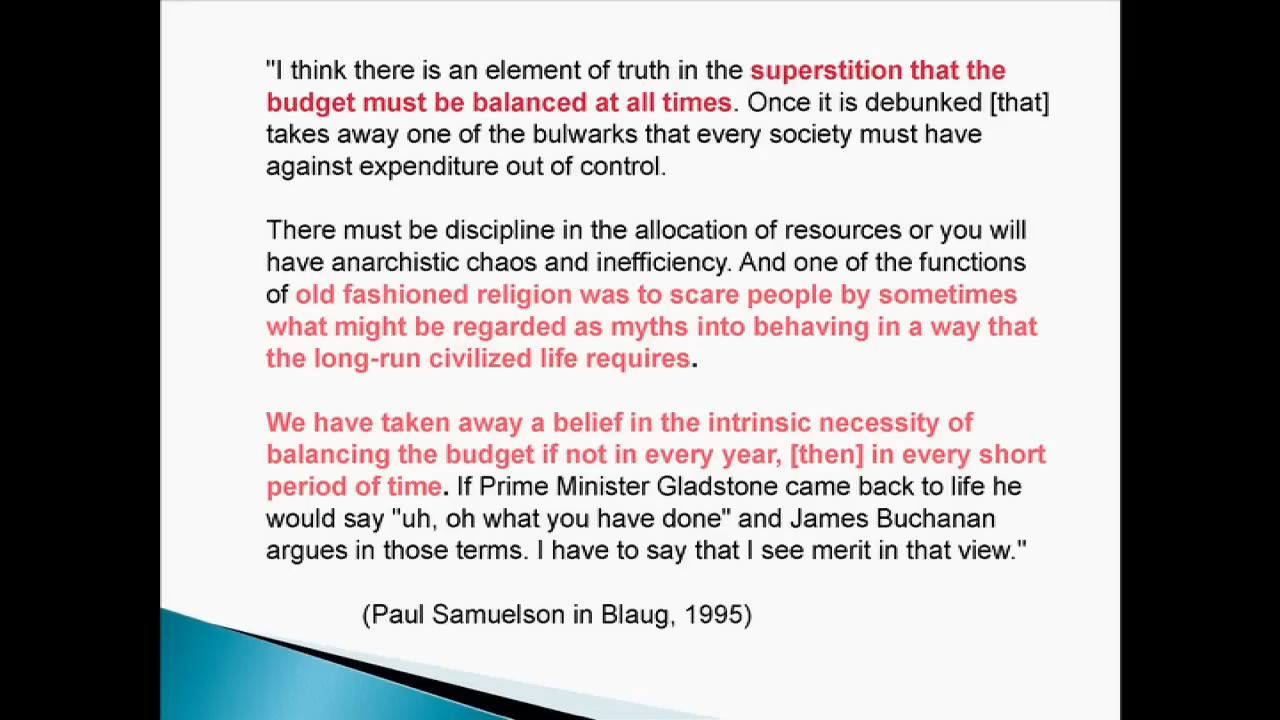 "I think there is an element of truth in the superstition that the
budget must be balanced at all times. Once it is debunked [that]
takes away one of the bulwarks that every society must have
against expenditure out of control.
There must be discipline in the allocation of resources or you will
have anarchistic chaos and inefficiency. And one of the functions
of old fashioned religion was to scare people by sometimes
what might be regarded as myths into behaving in a way that
the long-run civilized life requires.
We have taken away a belief in the intrinsic necessity of
balancing the budget if not in every year, [then] in every short
period of time. If Prime Minister Gladstone came back to life he
would say "uh, oh what you have done" and James Buchanan
argues in those terms. I have to say that I see merit in that view."
(Paul Samuelson in Blaug, 1995)